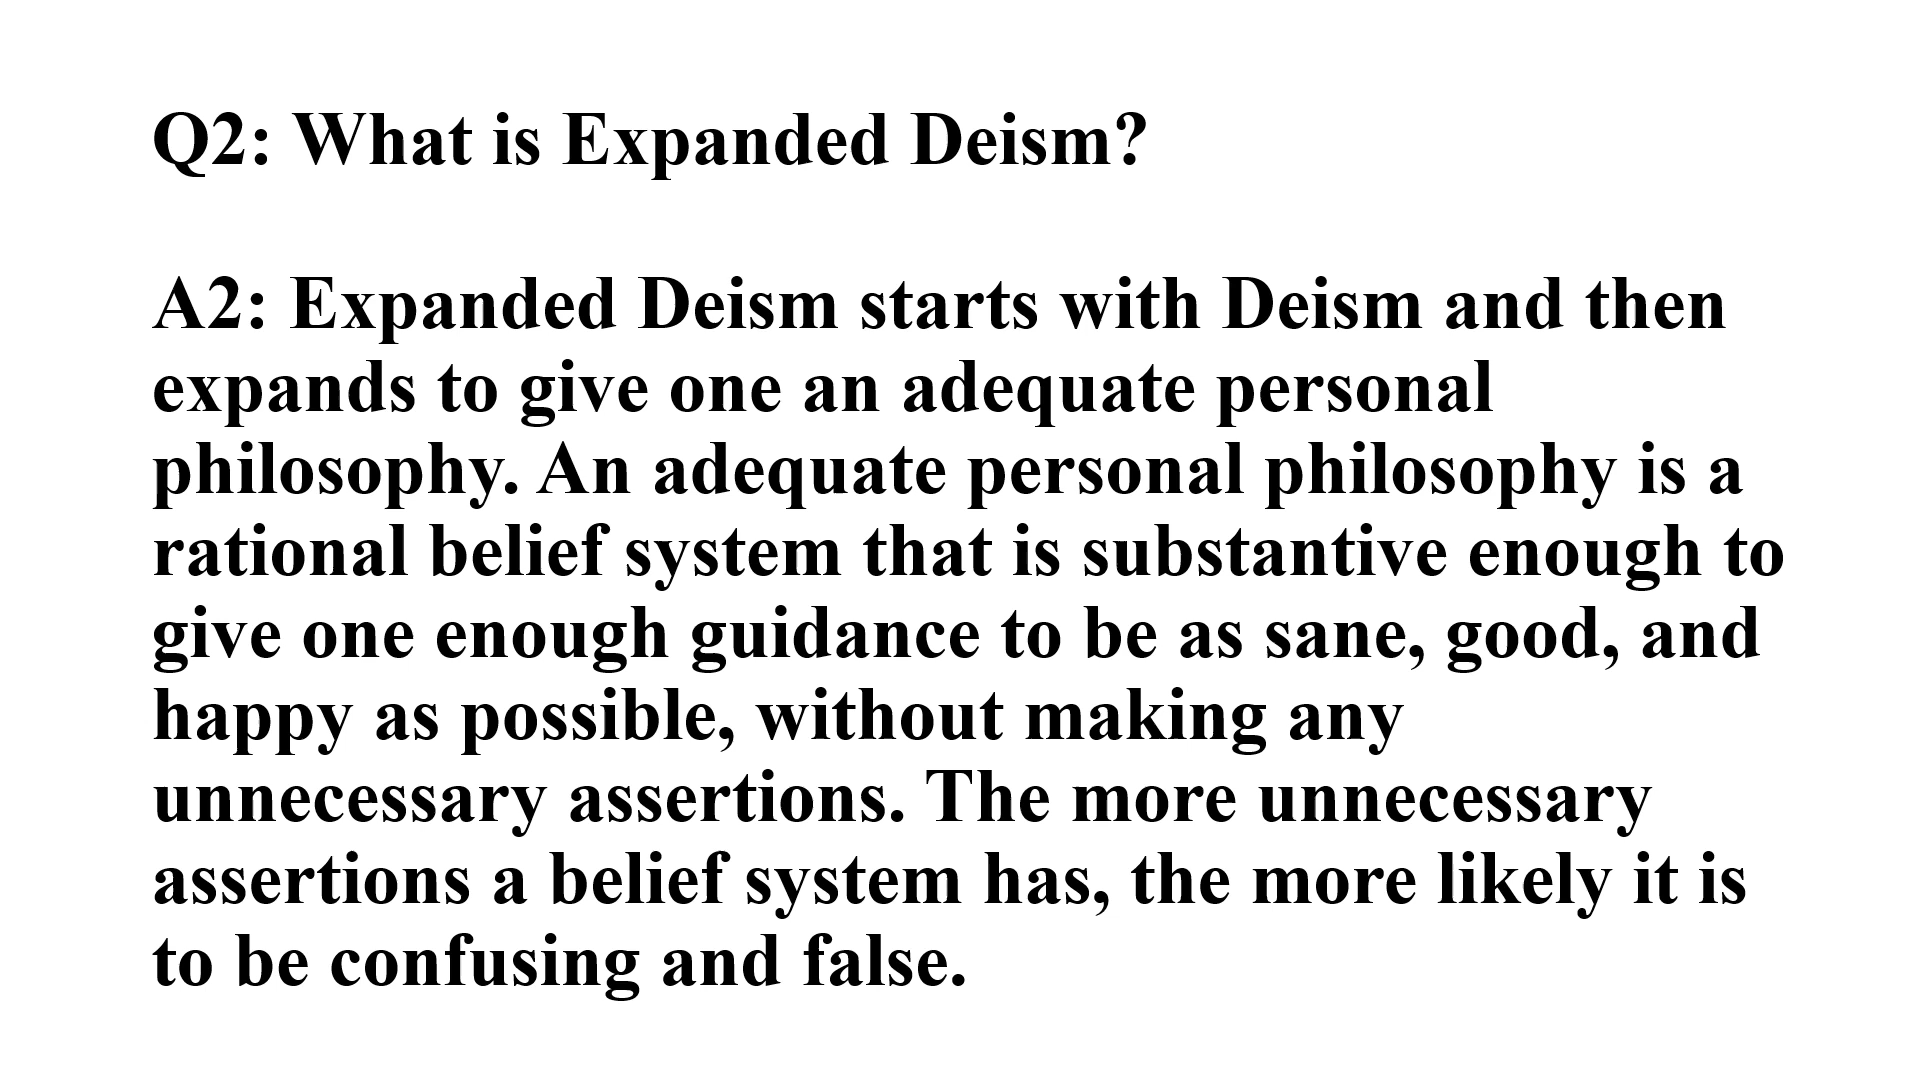 Q2: What is Expanded Deism?
A2: Expanded Deism starts with Deism and then
expands to give one an adequate personal
philosophy. An adequate personal philosophy is a
rational belief system that is substantive enough to
give one enough guidance to be as sane, good, and
happy as possible, without making any
unnecessary assertions. The more unnecessary
assertions a belief system has, the more likely it is
to be confusing and false.